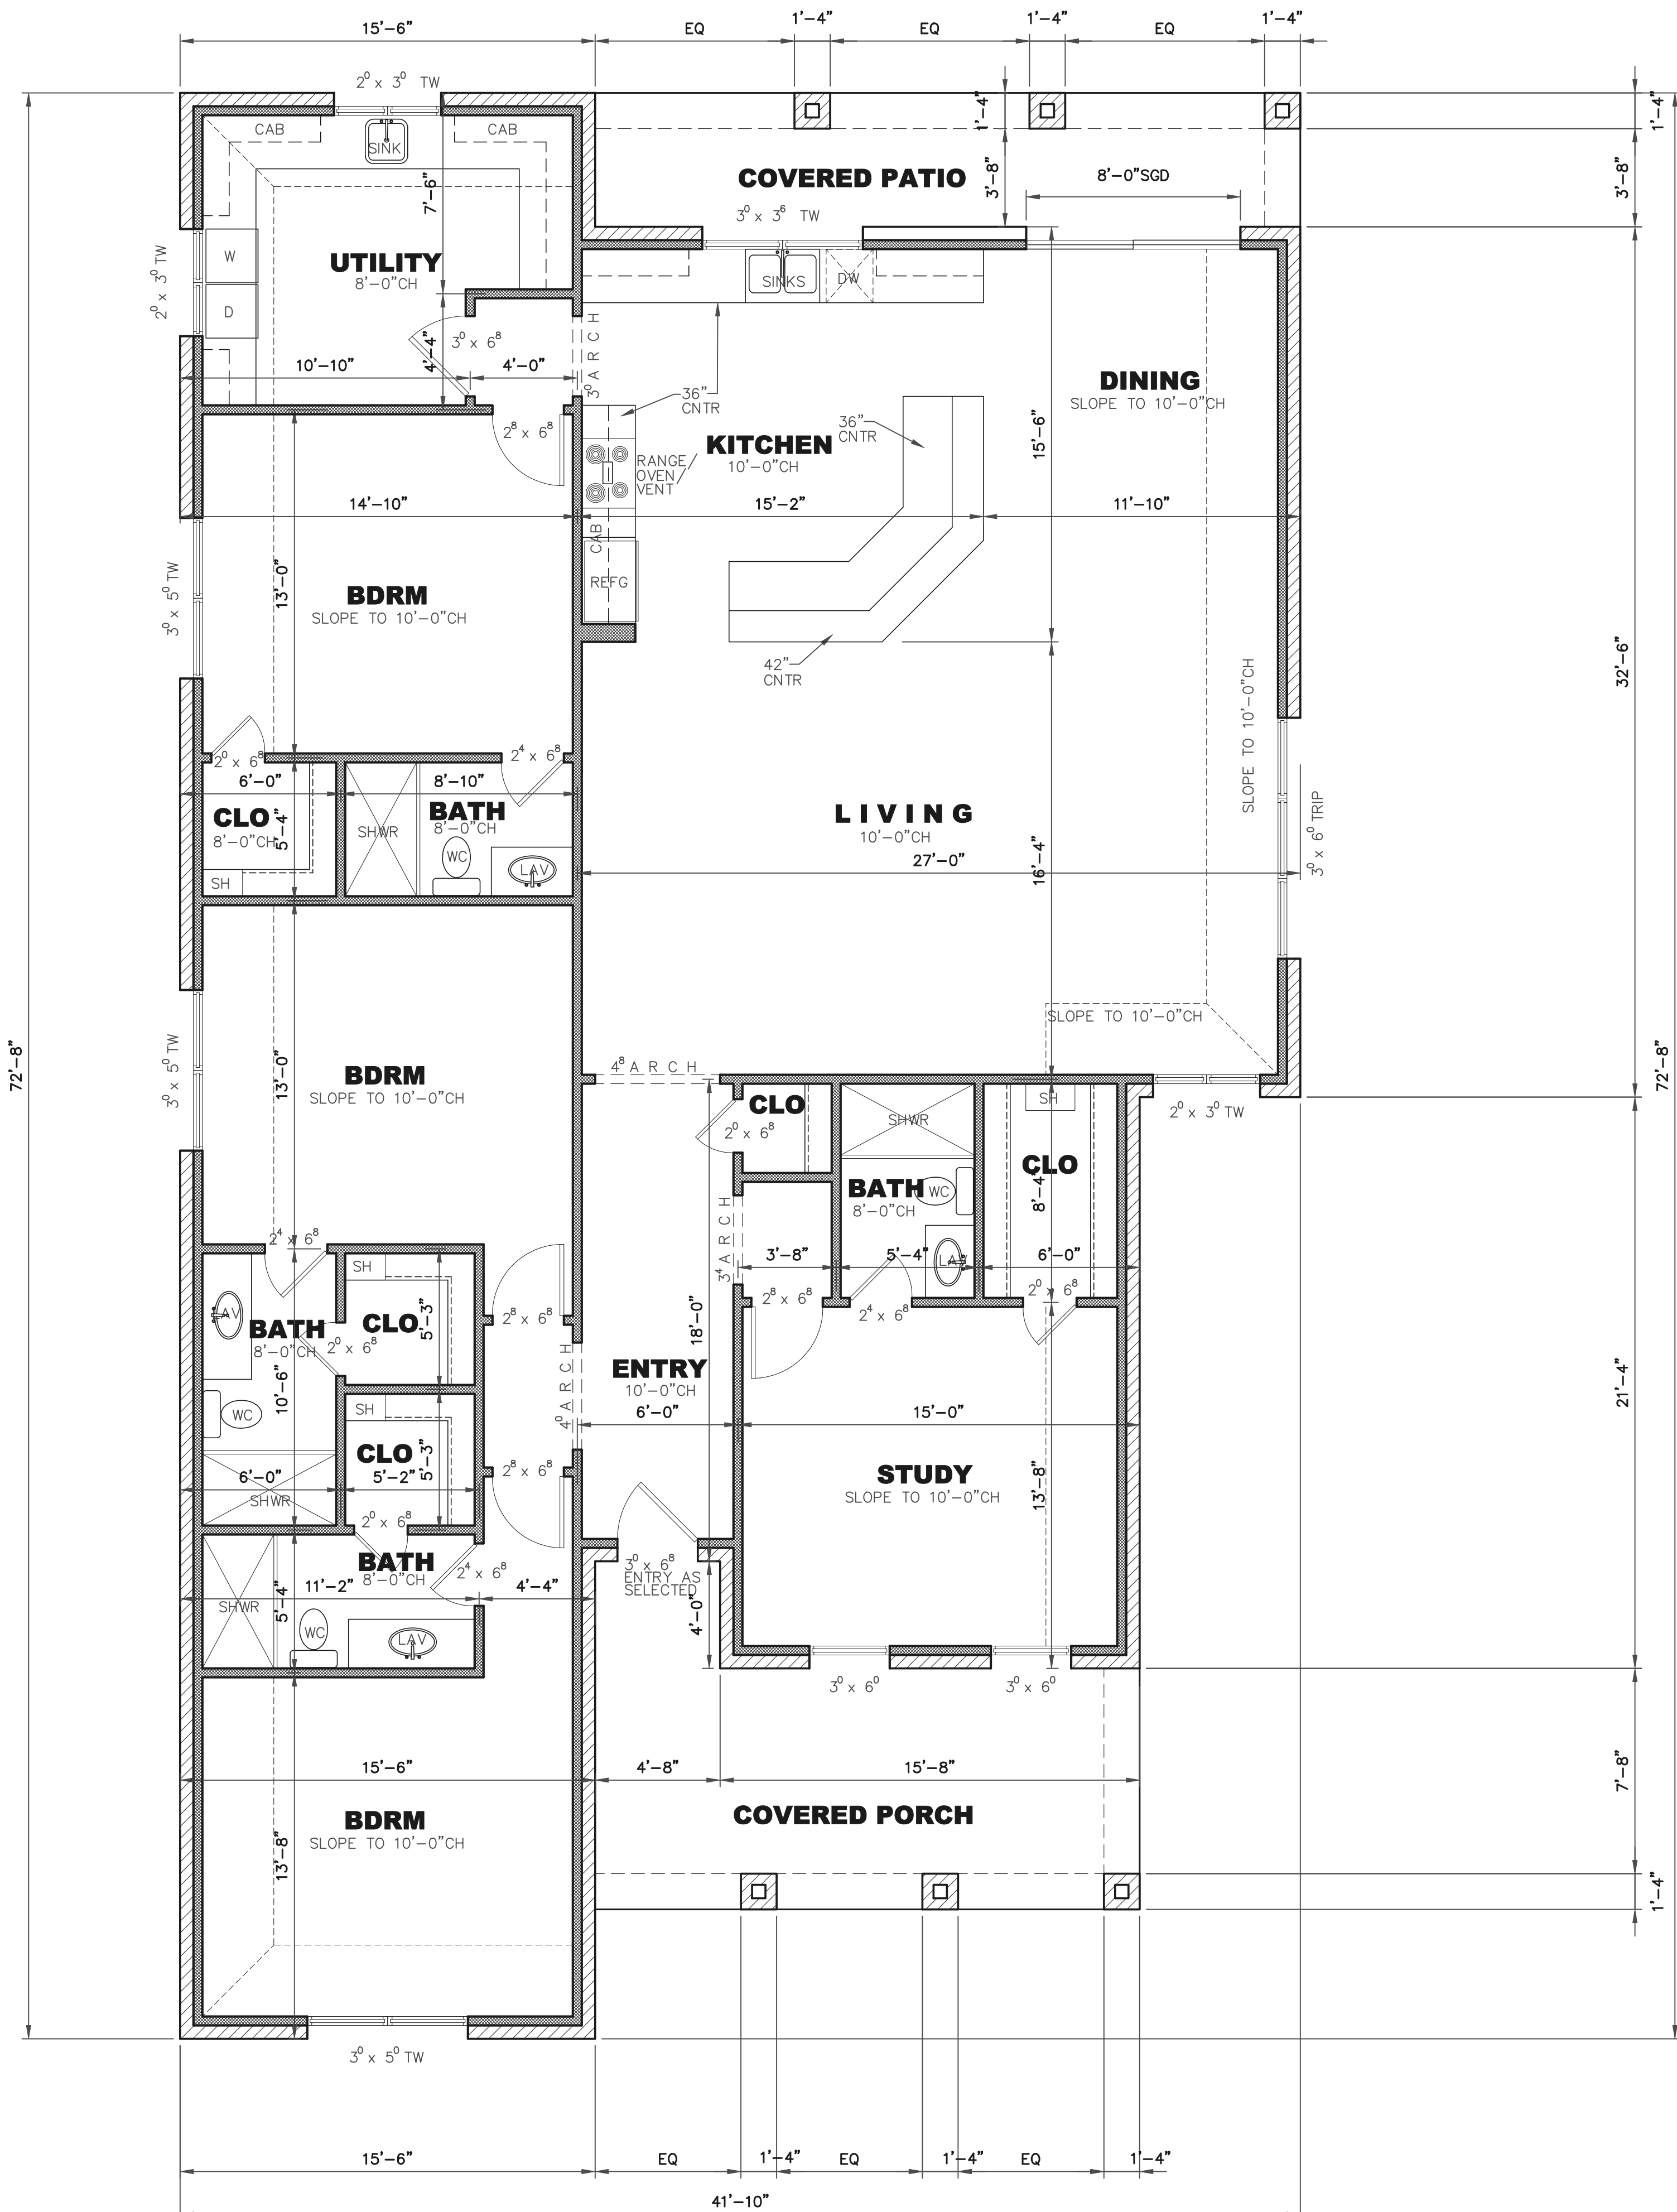 15'-6" EQ 1'-4" EQ 1'-4" EQ 1'-4"
2⁰ x 3⁰ TW
CAB
SINK
CAB
7'-6"
1'-4"
3'-8"
1'-4"
3'-8"
COVERED PATIO
8'-0"SGD
3⁰ x 3⁶ TW
W
D
2⁰ x 3⁰ TW
UTILITY
8'-0"CH
SINKS
DW
3⁰ x 6⁸
3⁰ ARCH
4'-4"
10'-10"
4'-0"
36"
CNTR
DINING
SLOPE TO 10'-0"CH
2⁸ x 6⁸
36"
CNTR
KITCHEN
10'-0"CH
15'-6"
RANGE
OVEN
VENT
14'-10"
15'-2"
11'-10"
CAB
REFG
3⁰ x 5⁰ TW
13'-0"
BDRM
SLOPE TO 10'-0"CH
42"
CNTR
32'-6"
SLOPE TO 10'-0"CH
2⁰ x 6⁸
2⁴ x 6⁸
6'-0"
8'-10"
CLO
8'-0"CH
5'-4"
BATH
8'-0"CH
SHWR
WC
LAV
SH
LIVING
10'-0"CH
27'-0"
16'-4"
3⁰ x 6⁰ TRIP
SLOPE TO 10'-0"CH
72'-8"
72'-8"
3⁰ x 5⁰ TW
13'-0"
BDRM
SLOPE TO 10'-0"CH
4⁸ ARCH
CLO
2⁰ x 6⁸
SHWR
SH
2⁰ x 3⁰ TW
CLO
8'-4"
BATH
8'-0"CH
WC
LAV
3⁴ ARCH
3'-8"
5'-4"
6'-0"
2⁸ x 6⁸
2⁴ x 6⁸
2⁰ x 6⁸
2⁴ x 6⁸
SH
LAV
BATH
8'-0"CH
CLO
5'-3"
2⁰ x 6⁸
2⁸ x 6⁸
18'-0"
4⁰ ARCH
ENTRY
10'-0"CH
6'-0"
15'-0"
21'-4"
10'-6"
WC
SH
CLO
5'-3"
6'-0"
5'-2"
SHWR
2⁸ x 6⁸
STUDY
SLOPE TO 10'-0"CH
13'-8"
2⁰ x 6⁸
BATH
8'-0"CH
2⁴ x 6⁸
3⁰ x 6⁸
ENTRY AS
SELECTED
11'-2"
4'-4"
4'-0"
5'-4"
SHWR
WC
LAV
3⁰ x 6⁰
3⁰ x 6⁰
15'-6"
4'-8"
15'-8"
7'-8"
BDRM
SLOPE TO 10'-0"CH
13'-8"
COVERED PORCH
1'-4"
3⁰ x 5⁰ TW
15'-6" EQ 1'-4" EQ 1'-4" EQ 1'-4"
41'-10"